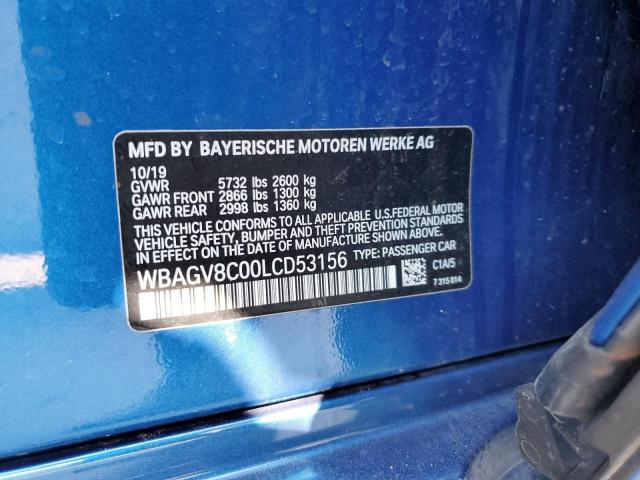 MFD BY BAYERISCHE MOTOREN WERKE AG
10/19
GVWR 5732 lbs 2600 kg
GAWR FRONT 2866 lbs 1300 kg
GAWR REAR 2998 lbs 1360 kg
THIS VEHICLE CONFORMS TO ALL APPLICABLE U.S.FEDERAL MOTOR
VEHICLE SAFETY, BUMPER AND THEFT PREVENTION STANDARDS
IN EFFECT ON THE DATE OF MANUFACTURE SHOWN ABOVE.
WBAGV8C00LCD53156 TYPE: PASSENGER CAR
C1A/5
7315814